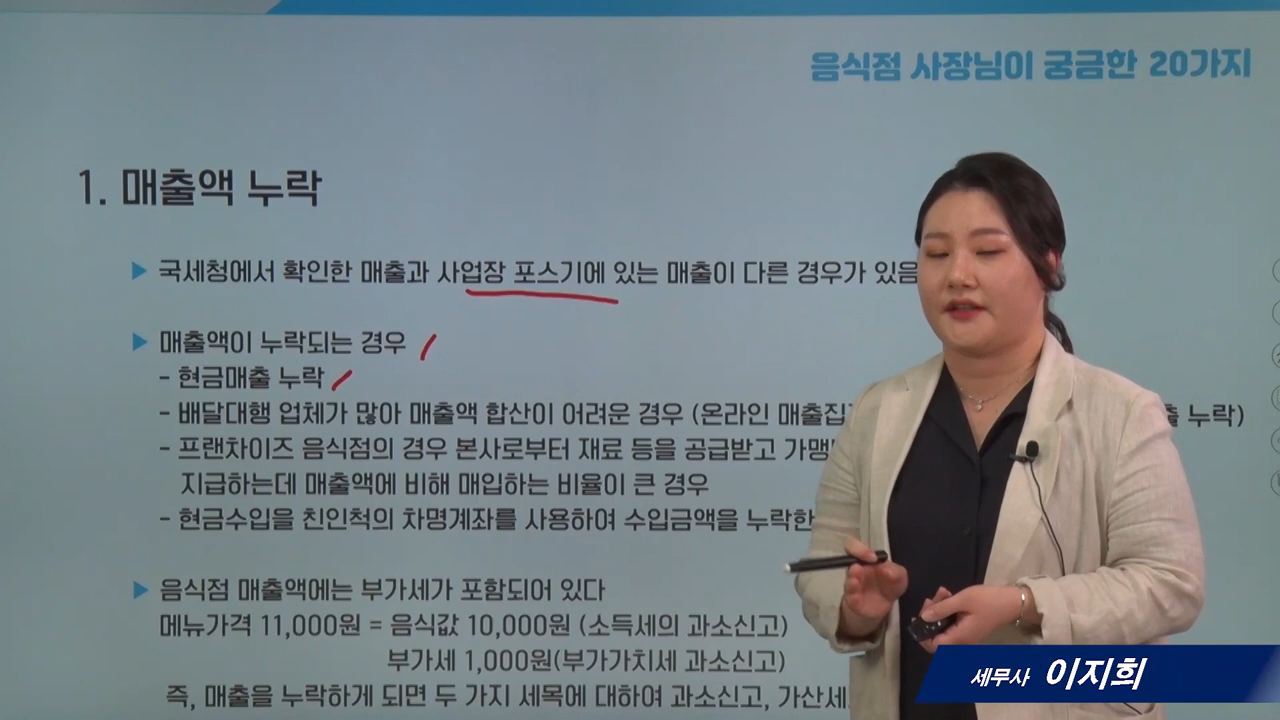 음식점 사장님이 궁금한 20가지
1. 매출액 누락
▶ 국세청에서 확인한 매출과 사업장 포스기에 있는 매출이 다른 경우가 있음
▶ 매출액이 누락되는 경우
- 현금매출 누락
- 배달대행 업체가 많아 매출액 합산이 어려운 경우 (온라인 매출집 누락)
- 프랜차이즈 음식점의 경우 본사로부터 재료 등을 공급받고
지급하는데 매출액에 비해 매입하는 비율이 큰 경우
- 현금수입을 친인척의 차명계좌를 사용하여 수입금액을 누락한
▶ 음식점 매출액에는 부가세가 포함되어 있다
메뉴가격 11,000원 = 음식값 10,000원 (소득세의 과소신고)
부가세 1,000원(부가가치세 과소신고)
즉, 매출을 누락하게 되면 두 가지 세목에 대하여 과소신고, 가산세
세무사 이지희